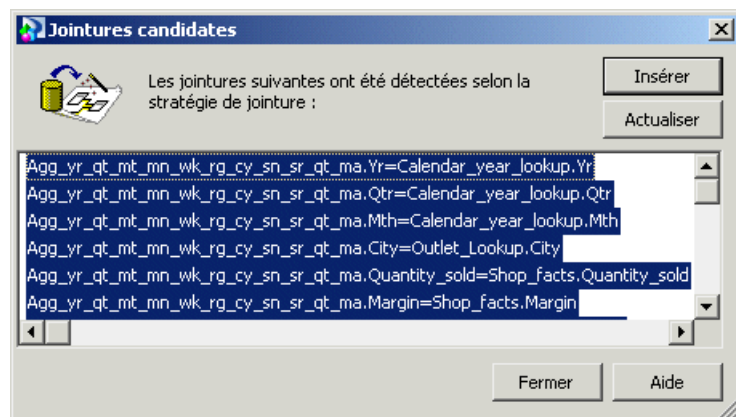 Jointures candidates
Les jointures suivantes ont été détectées selon la
stratégie de jointure :
Insérer
Actualiser
Agg_yr_qt_mt_mn_wk_rg_cy_sn_sr_qt_ma.Yr=Calendar_year_lookup.Yr
Agg_yr_qt_mt_mn_wk_rg_cy_sn_sr_qt_ma.Qtr=Calendar_year_lookup.Qtr
Agg_yr_qt_mt_mn_wk_rg_cy_sn_sr_qt_ma.Mth=Calendar_year_lookup.Mth
Agg_yr_qt_mt_mn_wk_rg_cy_sn_sr_qt_ma.City=Outlet_Lookup.City
Agg_yr_qt_mt_mn_wk_rg_cy_sn_sr_qt_ma.Quantity_sold=Shop_facts.Quantity_sold
Agg_yr_qt_mt_mn_wk_rg_cy_sn_sr_qt_ma.Margin=Shop_facts.Margin
Fermer
Aide